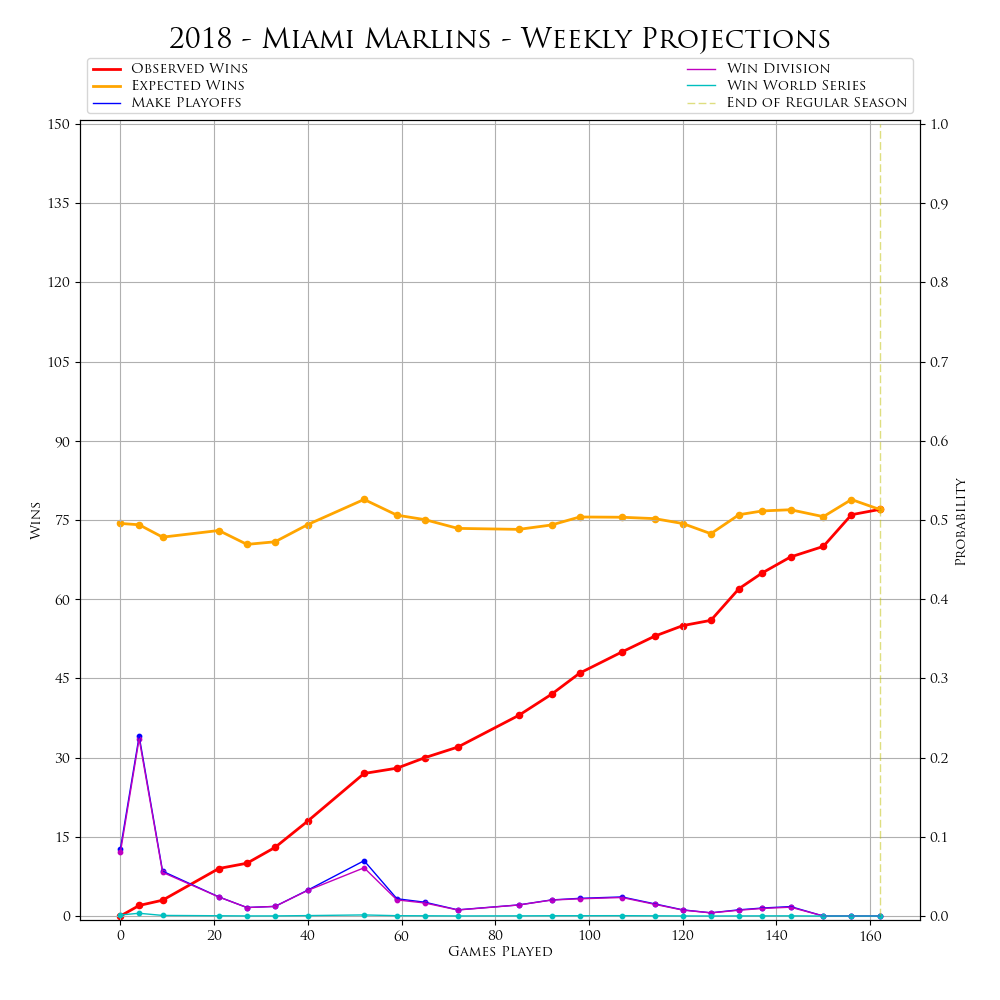 2018 - Miami Marlins - Weekly Projections
Observed Wins
Expected Wins
Make Playoffs
Win Division
Win World Series
End of Regular Season
150
135
120
105
90
75
60
45
30
15
0
Wins
1.0
0.9
0.8
0.7
0.6
0.5
0.4
0.3
0.2
0.1
0.0
Probability
0 20 40 60 80 100 120 140 160
Games Played